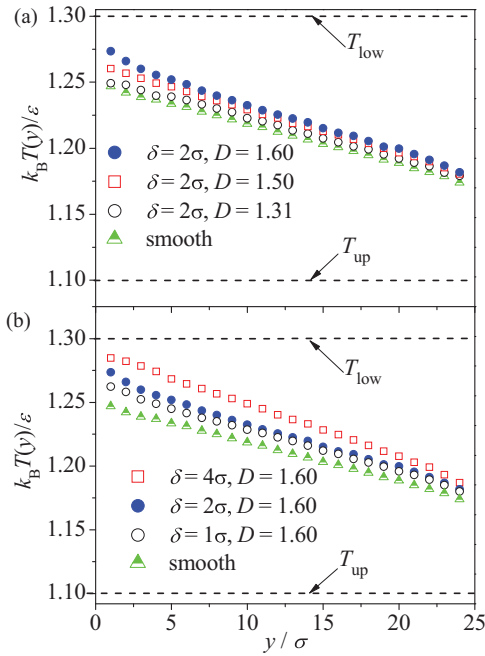 (a)
1.30
T_low
1.25
k_B T(y)/ε
1.20
δ = 2σ, D = 1.60
δ = 2σ, D = 1.50
δ = 2σ, D = 1.31
smooth
1.15
T_up
1.10
(b)
1.30
T_low
1.25
k_B T(y)/ε
1.20
δ = 4σ, D = 1.60
δ = 2σ, D = 1.60
δ = 1σ, D = 1.60
smooth
1.15
T_up
1.10
0 5 10 15 20 25
y / σ